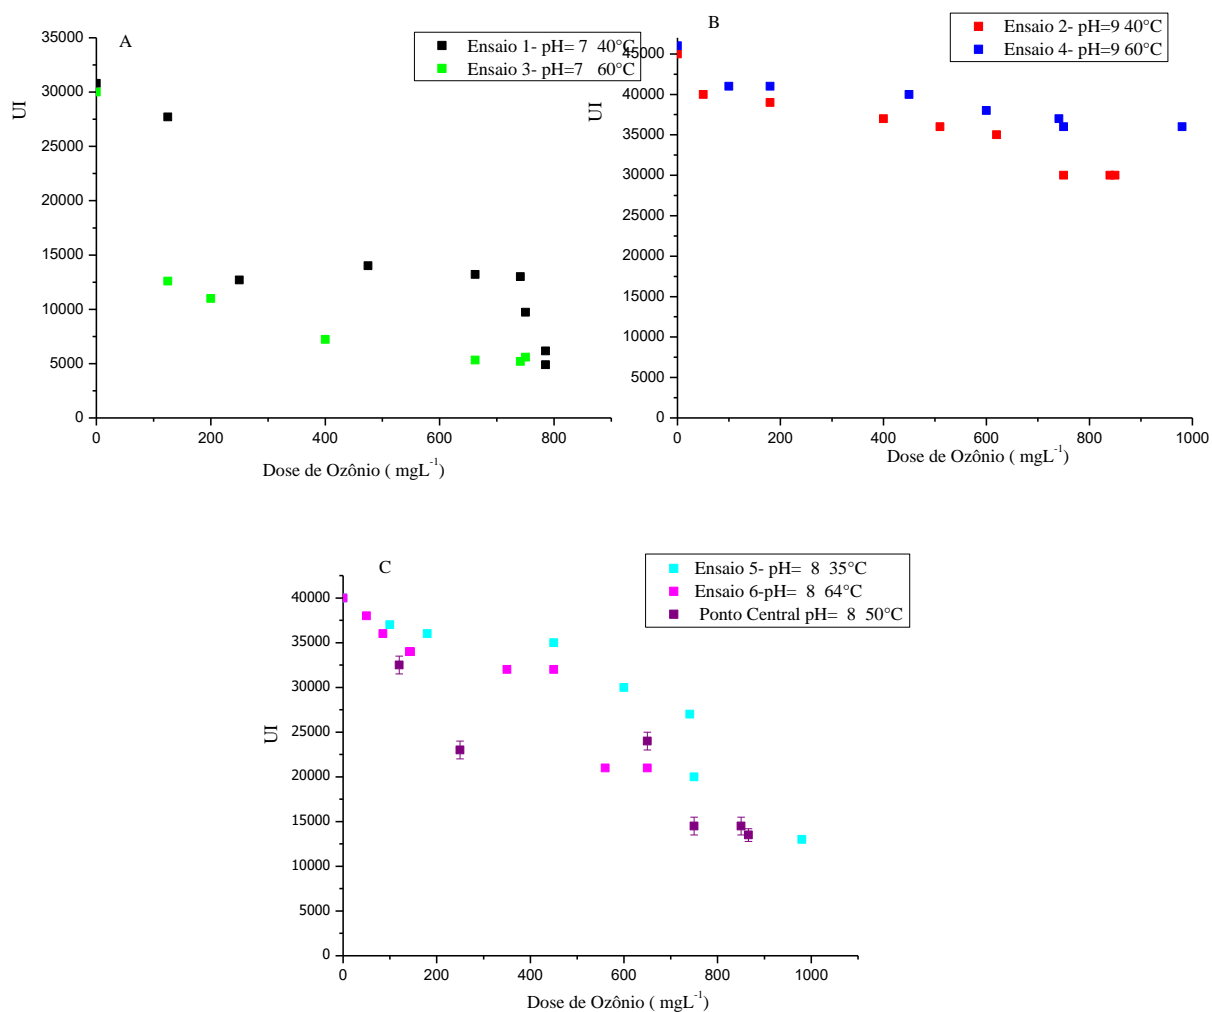 A
Ensaio 1- pH= 7 40°C
Ensaio 3- pH=7 60°C
UI
35000
30000
25000
20000
15000
10000
5000
0
0 200 400 600 800
Dose de Ozônio ( mgL-1)
B
Ensaio 2- pH=9 40°C
Ensaio 4- pH=9 60°C
UI
45000
40000
35000
30000
25000
20000
15000
10000
5000
0
0 200 400 600 800 1000
Dose de Ozônio ( mgL-1)
C
Ensaio 5- pH= 8 35°C
Ensaio 6-pH= 8 64°C
Ponto Central pH= 8 50°C
UI
40000
35000
30000
25000
20000
15000
10000
5000
0
0 200 400 600 800 1000
Dose de Ozônio ( mgL-1)